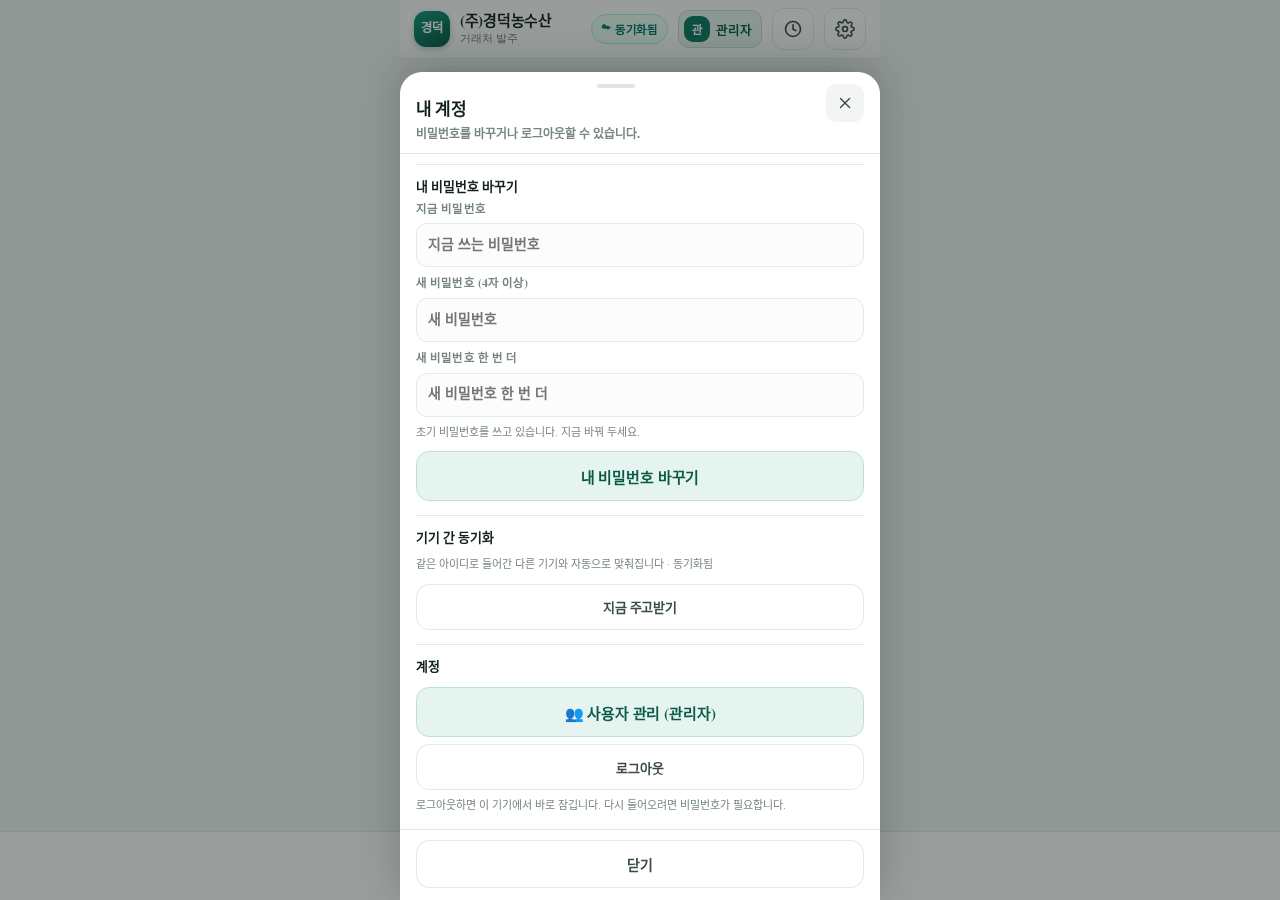 경덕
(주)경덕농수산
거래처 발주
동기화됨
관
관리자
내 계정
비밀번호를 바꾸거나 로그아웃할 수 있습니다.
내 비밀번호 바꾸기
지금 비밀번호
지금 쓰는 비밀번호
새 비밀번호 (4자 이상)
새 비밀번호
새 비밀번호 한 번 더
새 비밀번호 한 번 더
초기 비밀번호를 쓰고 있습니다. 지금 바꿔 두세요.
내 비밀번호 바꾸기
기기 간 동기화
같은 아이디로 들어간 다른 기기와 자동으로 맞춰집니다 · 동기화됨
지금 주고받기
계정
👥 사용자 관리 (관리자)
로그아웃
로그아웃하면 이 기기에서 바로 잠깁니다. 다시 들어오려면 비밀번호가 필요합니다.
닫기